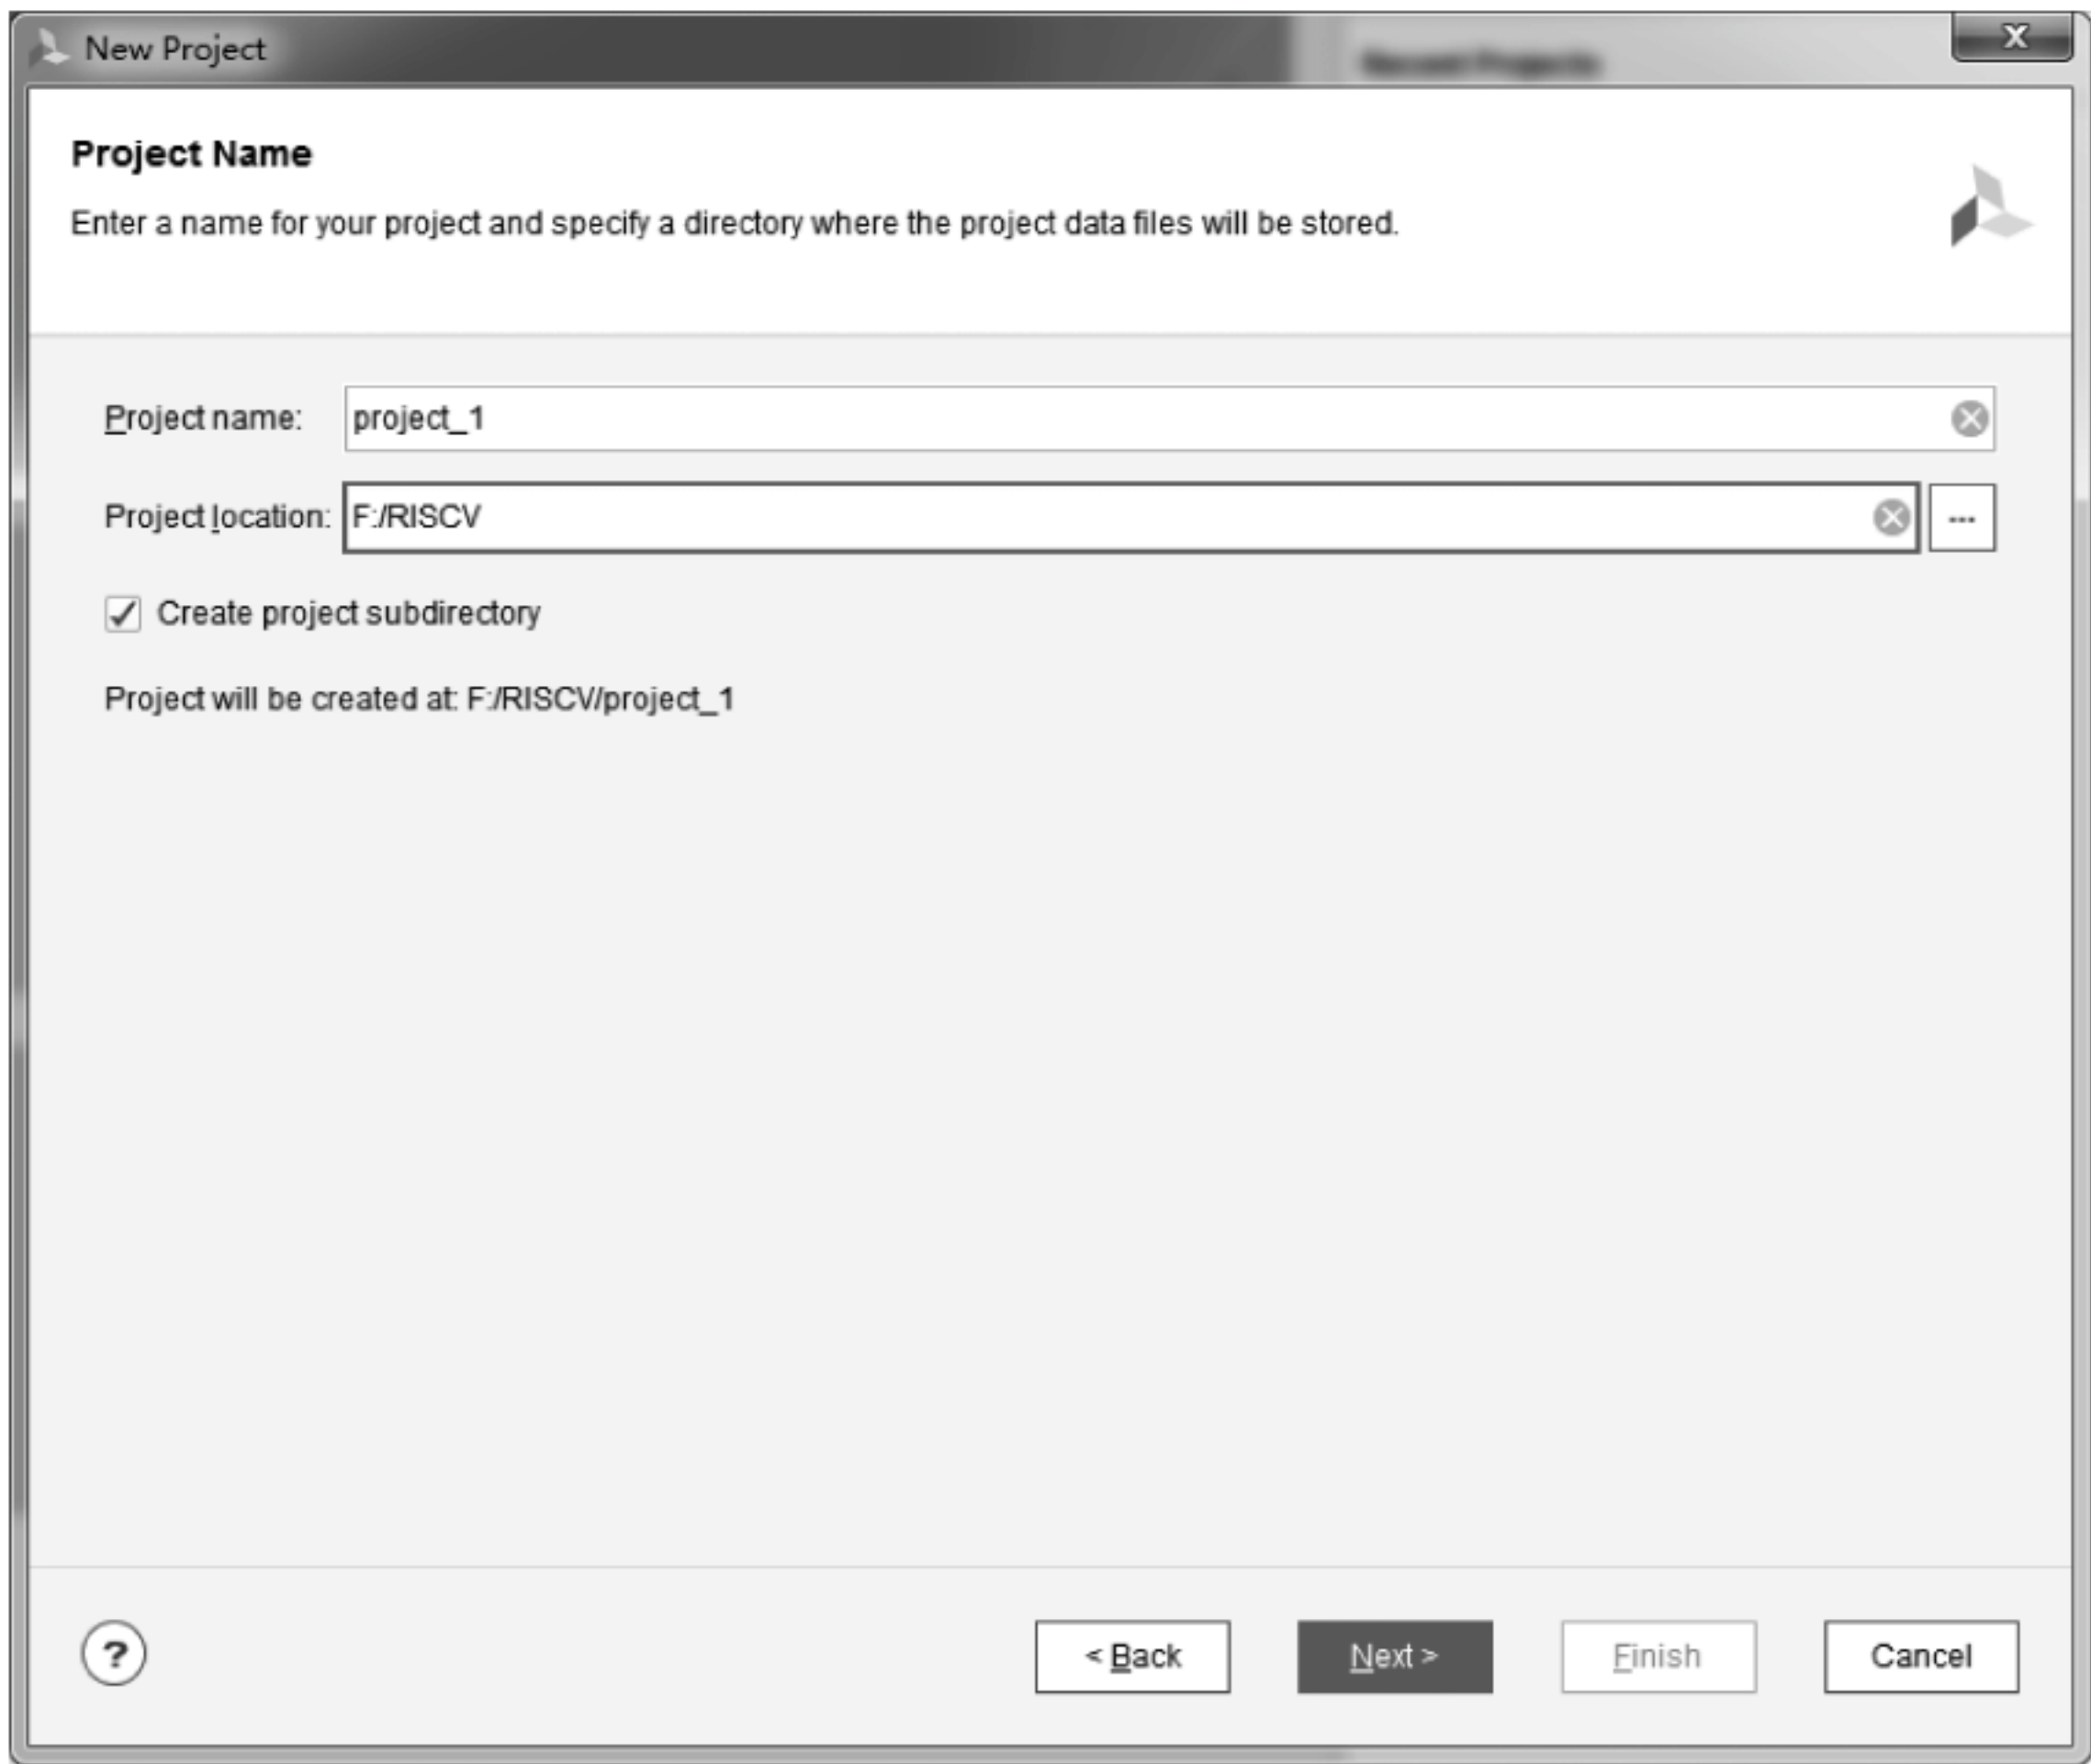 New Project
Recent Projects
X
Project Name
Enter a name for your project and specify a directory where the project data files will be stored.
Project name: project_1
Project location: F:/RISCV ...
Create project subdirectory
Project will be created at: F:/RISCV/project_1
? < Back Next > Finish Cancel